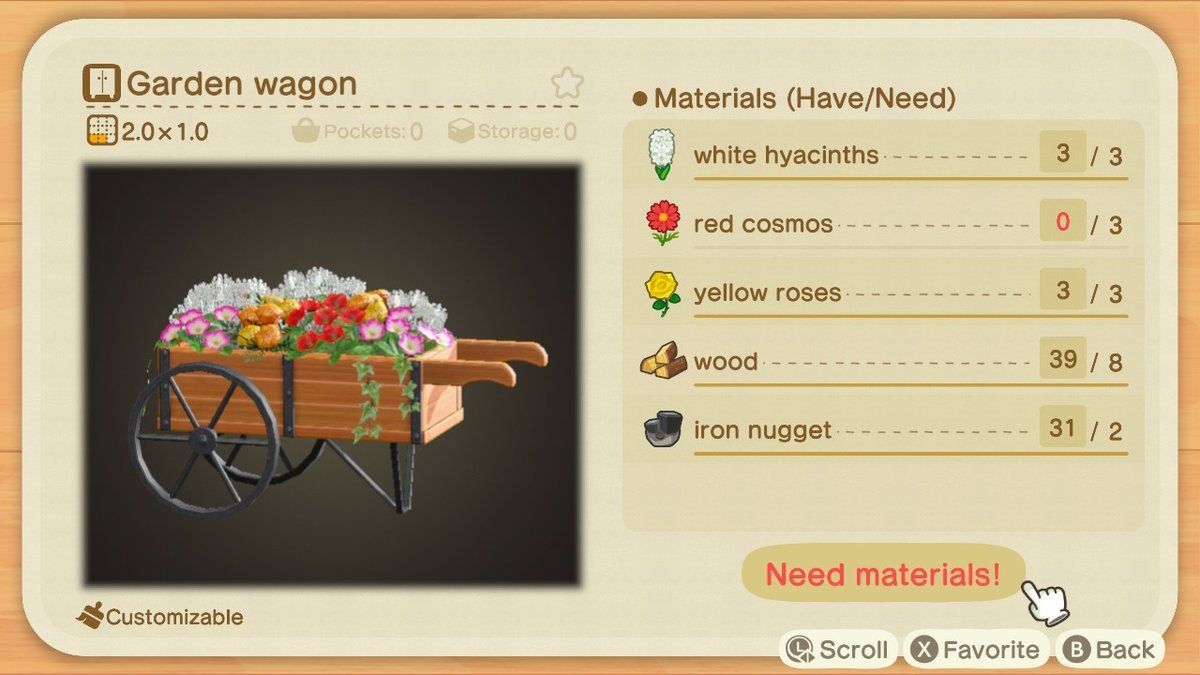 Garden wagon
2.0×1.0 Pockets: 0 Storage: 0
Customizable
● Materials (Have/Need)
white hyacinths 3 / 3
red cosmos 0 / 3
yellow roses 3 / 3
wood 39 / 8
iron nugget 31 / 2
Need materials!
L Scroll X Favorite B Back